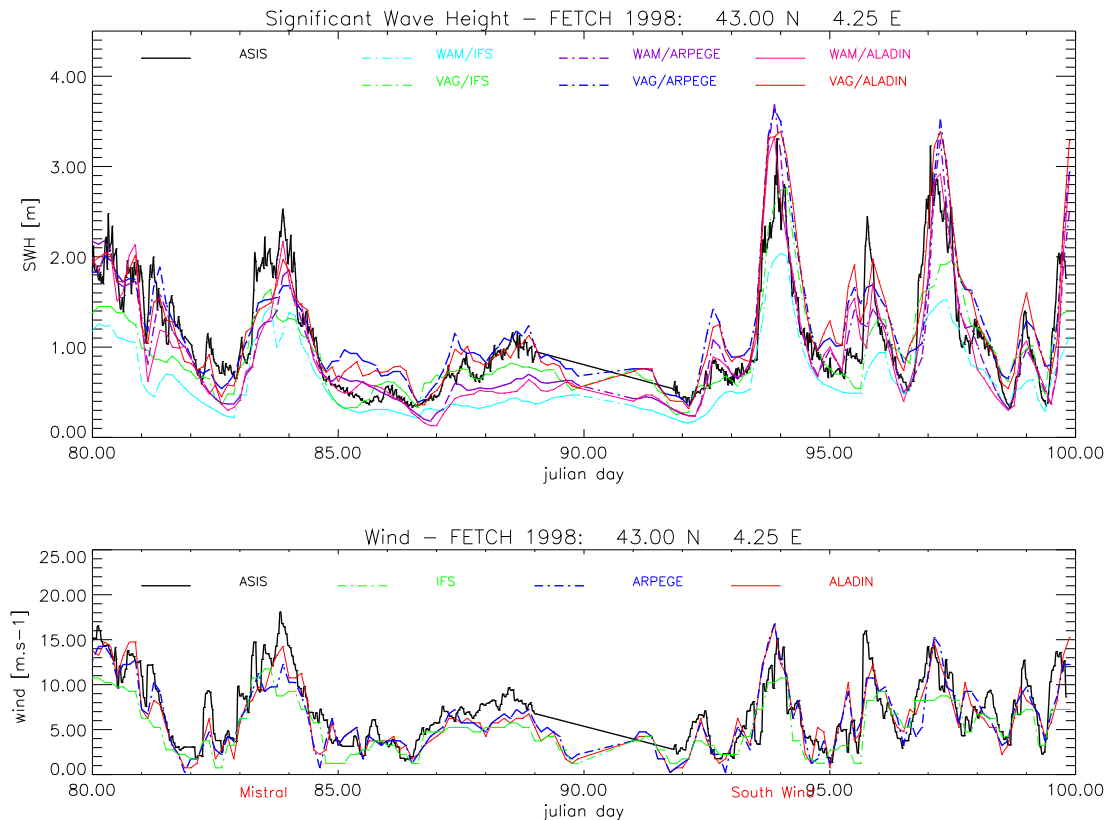 Significant Wave Height – FETCH 1998: 43.00 N 4.25 E
ASIS WAM/IFS WAM/ARPEGE WAM/ALADIN
VAG/IFS VAG/ARPEGE VAG/ALADIN
4.00
3.00
2.00
1.00
0.00
SWH [m]
80.00 85.00 90.00 95.00 100.00
julian day
Wind – FETCH 1998: 43.00 N 4.25 E
ASIS IFS ARPEGE ALADIN
25.00
20.00
15.00
10.00
5.00
0.00
wind [m.s-1]
80.00 85.00 90.00 95.00 100.00
Mistral South Wind
julian day